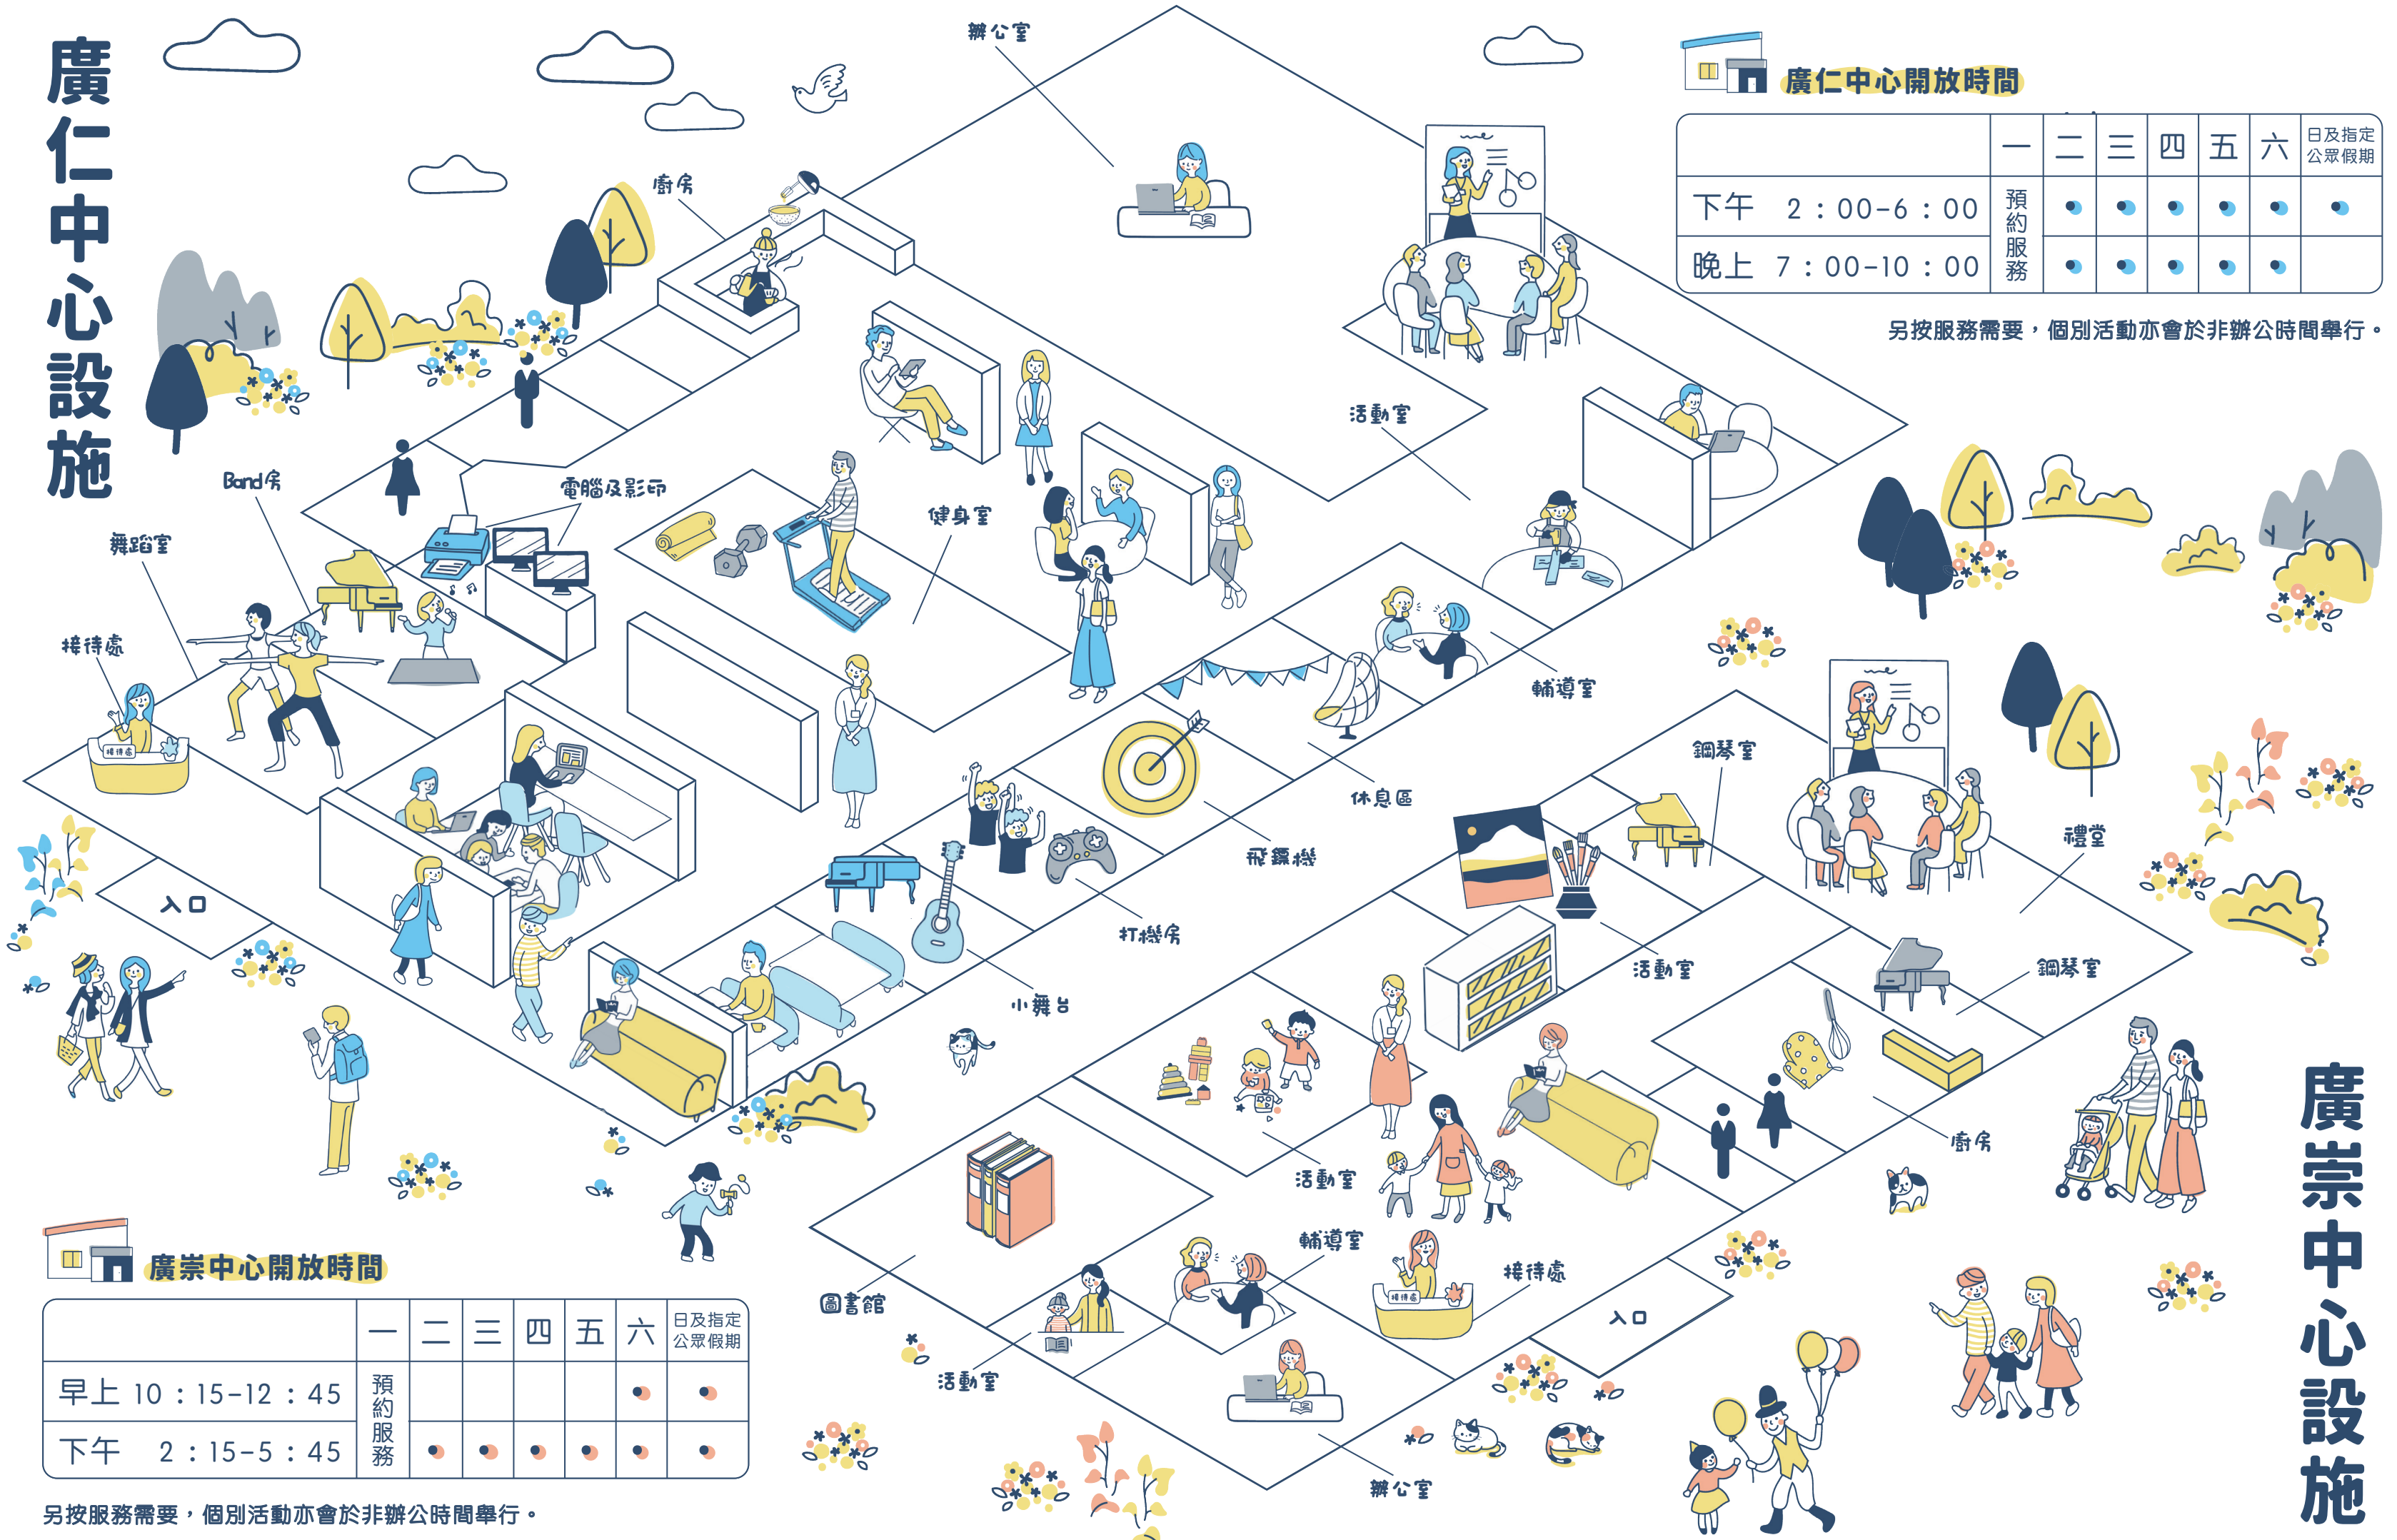 廣仁中心設施
辦公室
廚房
活動室
Band房
電腦及影印
健身室
舞蹈室
接待處
接待處
入口
輔導室
休息區
飛鏢機
打機房
小舞台
廣仁中心開放時間
一 二 三 四 五 六 日及指定
公眾假期
下午 2：00-6：00
預約服務
晚上 7：00-10：00
另按服務需要，個別活動亦會於非辦公時間舉行。
廣崇中心設施
鋼琴室
禮堂
活動室
鋼琴室
廚房
活動室
輔導室
接待處
接待處
入口
圖書館
活動室
辦公室
廣崇中心開放時間
一 二 三 四 五 六 日及指定
公眾假期
早上 10：15-12：45
預約服務
下午 2：15-5：45
另按服務需要，個別活動亦會於非辦公時間舉行。